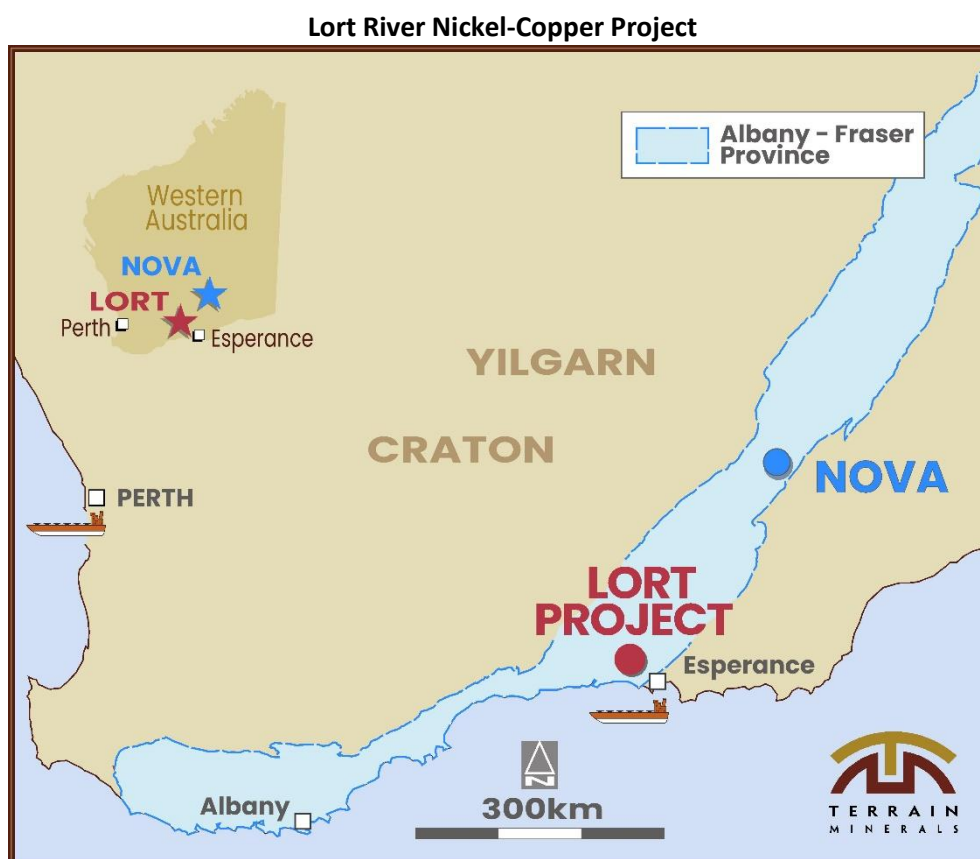 Lort River Nickel-Copper Project
Albany - Fraser
Province
Western
Australia
NOVA
LORT
Perth
Esperance
YILGARN
CRATON
PERTH
NOVA
LORT
PROJECT
Esperance
Albany
N
300km
TERRAIN
MINERALS